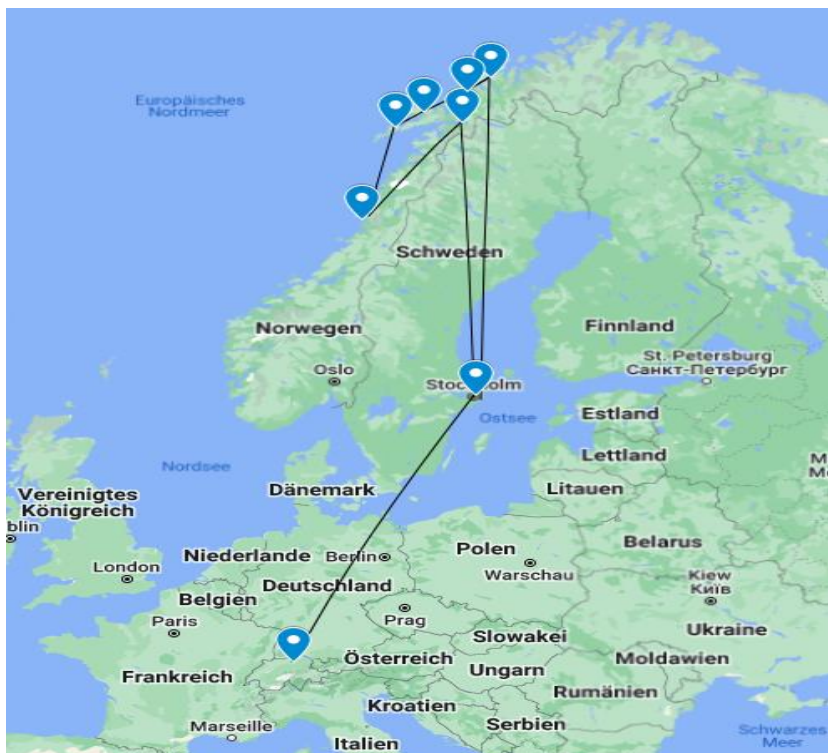 Europäisches
Nordmeer
Schweden
Norwegen
Finnland
Oslo
St. Petersburg
Санкт-Петербург
Ostsee
Estland
Nordsee
Lettland
Dänemark
Litauen
Vereinigtes
Königreich
London
Niederlande
Berlin
Polen
Belarus
Belgien
Deutschland
Warschau
Kiew
Київ
Paris
Prag
Ukraine
Slowakei
Österreich
Moldawien
Frankreich
Ungarn
Rumänien
Kroatien
Marseille
Serbien
Italien
Schwarzes
Meer